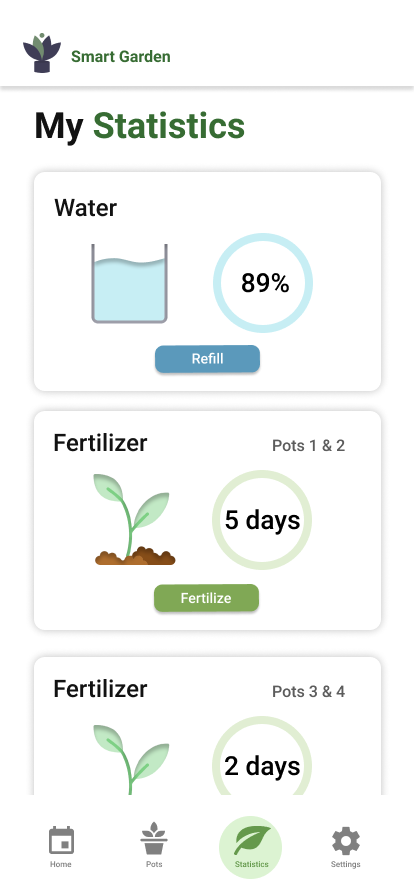 Smart Garden
My Statistics
Water
89%
Refill
Fertilizer
Pots 1 & 2
5 days
Fertilize
Fertilizer
Pots 3 & 4
2 days
Home
Pots
Statistics
Settings